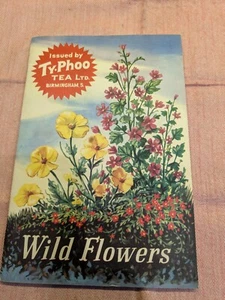 Issued by
TY·PHOO
TEA LTD.
BIRMINGHAM 5.
Wild Flowers